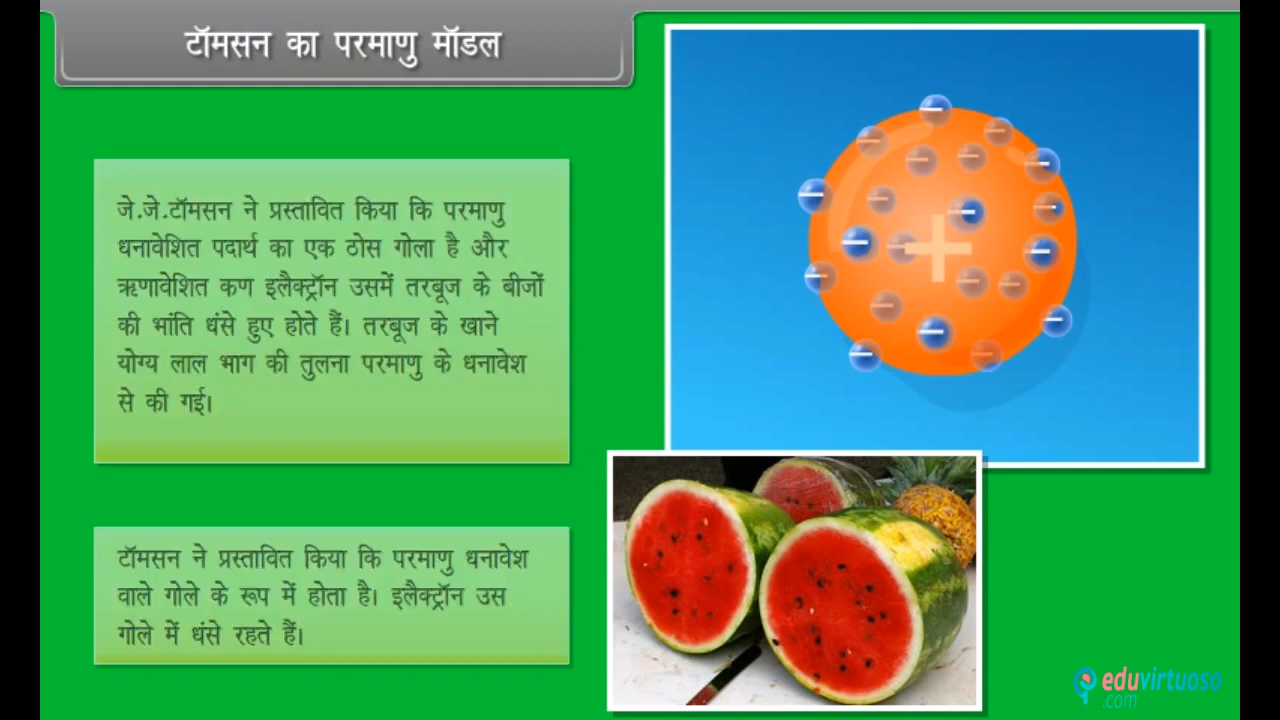 टॉमसन का परमाणु मॉडल
जे.जे.टॉमसन ने प्रस्तावित किया कि परमाणु
धनावेशित पदार्थ का एक ठोस गोला है और
ऋणावेशित कण इलैक्ट्रॉन उसमें तरबूज के बीजों
की भांति धंसे हुए होते हैं। तरबूज के खाने
योग्य लाल भाग की तुलना परमाणु के धनावेश
से की गई।
टॉमसन ने प्रस्तावित किया कि परमाणु धनावेश
वाले गोले के रूप में होता है। इलैक्ट्रॉन उस
गोले में धंसे रहते हैं।
eduvirtuoso
.com